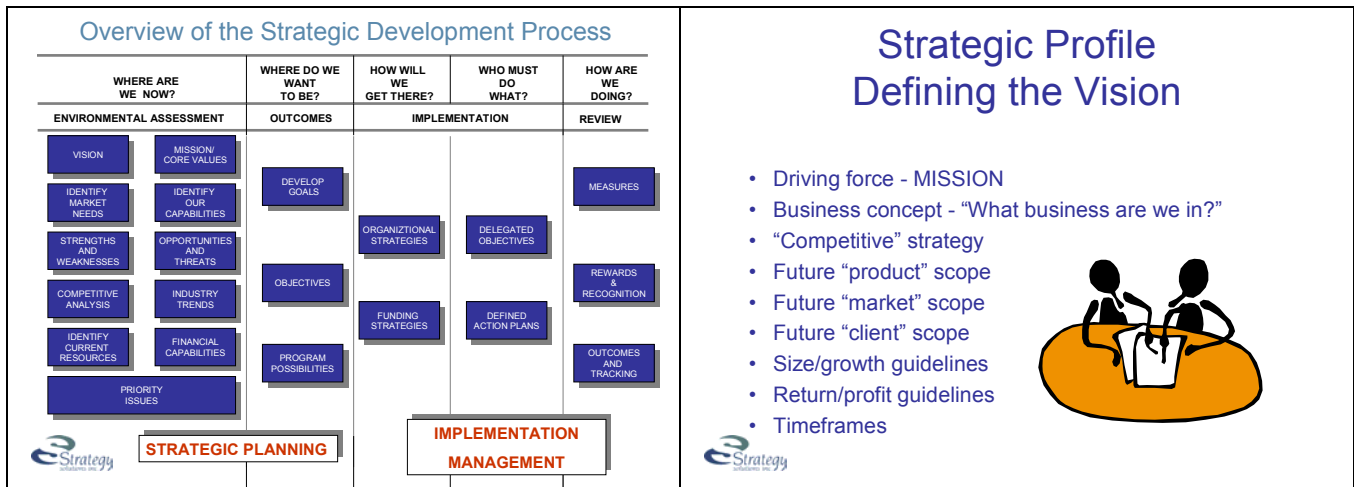 Overview of the Strategic Development Process
WHERE ARE
WE NOW?
WHERE DO WE
WANT
TO BE?
HOW WILL
WE
GET THERE?
WHO MUST
DO
WHAT?
HOW ARE
WE
DOING?
ENVIRONMENTAL ASSESSMENT
OUTCOMES
IMPLEMENTATION
REVIEW
VISION
MISSION/
CORE VALUES
IDENTIFY
MARKET
NEEDS
IDENTIFY
OUR
CAPABILITIES
STRENGTHS
AND
WEAKNESSES
OPPORTUNITIES
AND
THREATS
COMPETITIVE
ANALYSIS
INDUSTRY
TRENDS
IDENTIFY
CURRENT
RESOURCES
FINANCIAL
CAPABILITIES
PRIORITY
ISSUES
DEVELOP
GOALS
OBJECTIVES
PROGRAM
POSSIBILITIES
ORGANIZTIONAL
STRATEGIES
FUNDING
STRATEGIES
DELEGATED
OBJECTIVES
DEFINED
ACTION PLANS
MEASURES
REWARDS
&
RECOGNITION
OUTCOMES
AND
TRACKING
STRATEGIC PLANNING
IMPLEMENTATION
MANAGEMENT
Strategy
solutions, inc.
Strategic Profile
Defining the Vision
• Driving force - MISSION
• Business concept - “What business are we in?”
• “Competitive” strategy
• Future “product” scope
• Future “market” scope
• Future “client” scope
• Size/growth guidelines
• Return/profit guidelines
• Timeframes
Strategy
solutions, inc.